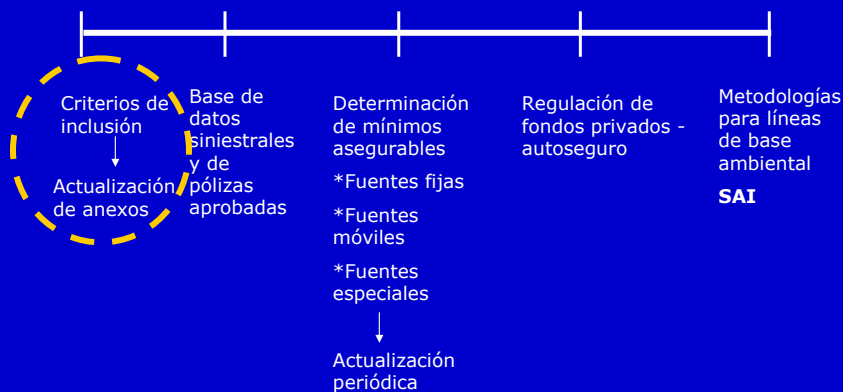 Criterios de
inclusión
Actualización
de anexos
Base de
datos
siniestrales
y de
pólizas
aprobadas
Determinación
de mínimos
asegurables
*Fuentes fijas
*Fuentes
móviles
*Fuentes
especiales
Actualización
periódica
Regulación de
fondos privados -
autoseguro
Metodologías
para líneas
de base
ambiental
SAI